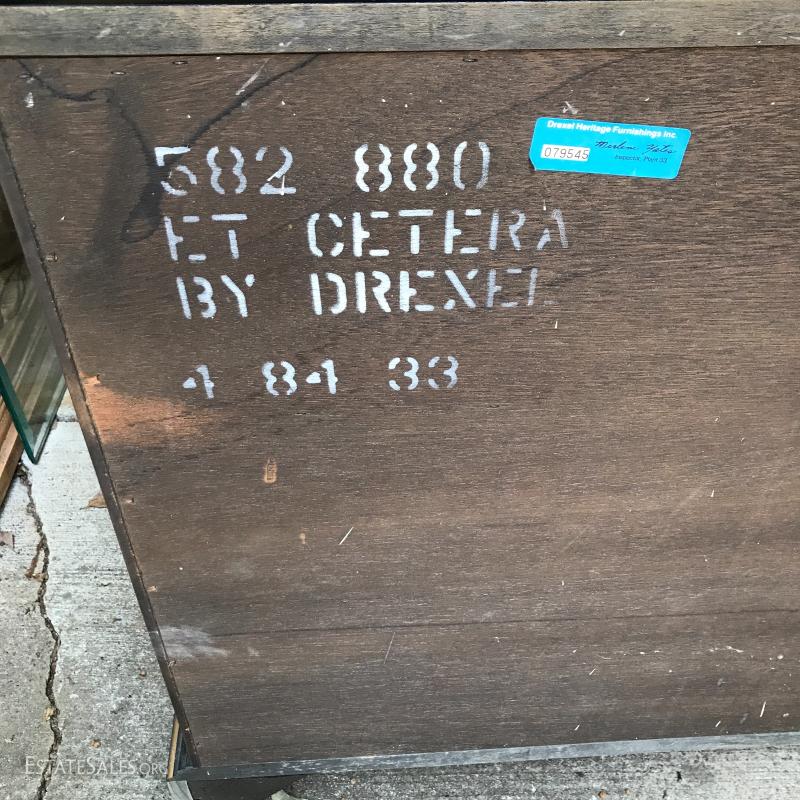 582 880
ET CETERA
BY DREXEL
4 84 33
Drexel Heritage Furnishings Inc.
079545
Inspector, Plant 33
ESTATESALES.ORG